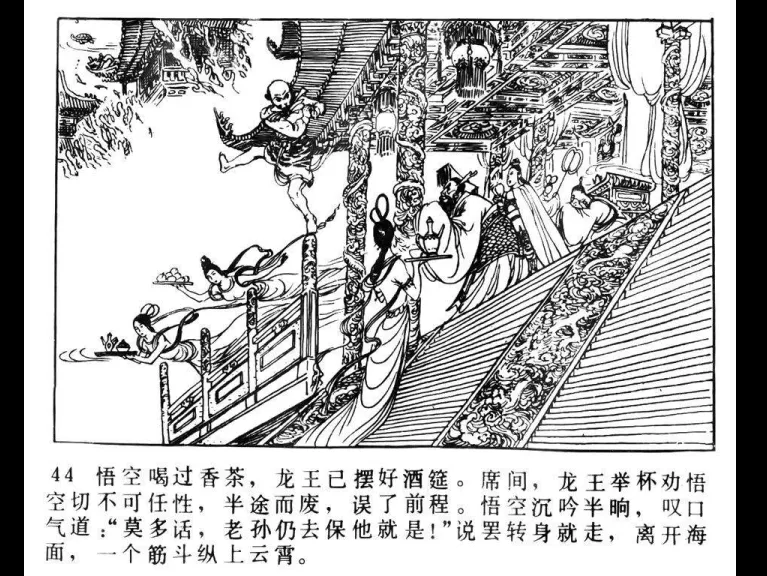 44 悟空喝过香茶，龙王已摆好酒筵。席间，龙王举杯劝悟
空切不可任性，半途而废，误了前程。悟空沉吟半晌，叹口
气道：“莫多话，老孙仍去保他就是！”说罢转身就走，离开海
面，一个筋斗纵上云霄。